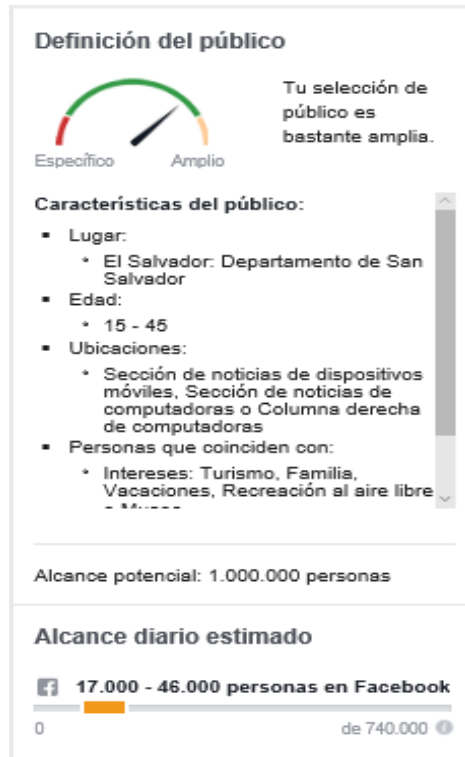 Definición del público
Tu selección de
público es
bastante amplia.
Específico
Amplio
Características del público:
Lugar:
El Salvador: Departamento de San
Salvador
Edad:
15 - 45
Ubicaciones:
Sección de noticias de dispositivos
móviles, Sección de noticias de
computadoras o Columna derecha
de computadoras
Personas que coinciden con:
Intereses: Turismo, Familia,
Vacaciones, Recreación al aire libre
Alcance potencial: 1.000.000 personas
Alcance diario estimado
17.000 - 46.000 personas en Facebook
0
de 740.000